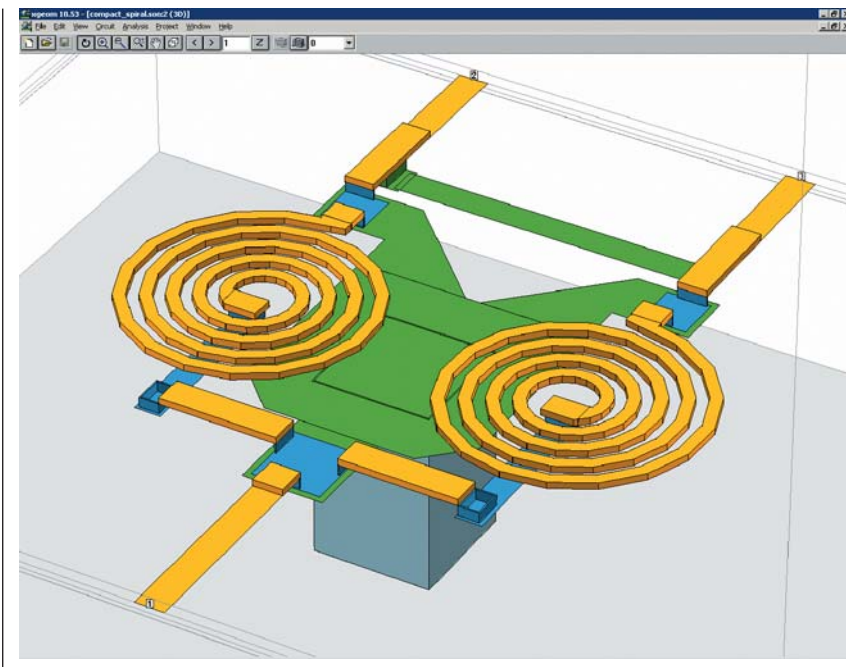 xgeom 10.53 - [compact_spiral.son:2 (3D)]
File Edit View Circuit Analysis Project Window Help
1 Z 0
2
1
1